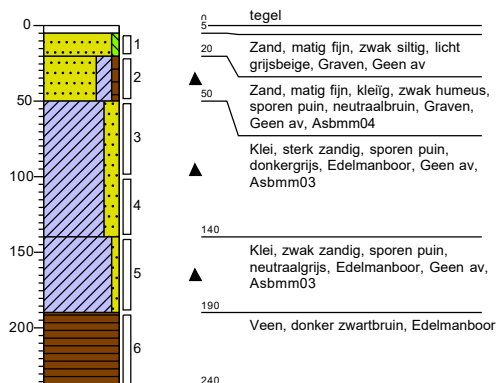 0
50
100
150
200
1
2
3
4
5
6
0
5
20
50
140
190
240
tegel
Zand, matig fijn, zwak siltig, licht
grijsbeige, Graven, Geen av
Zand, matig fijn, kleiïg, zwak humeus,
sporen puin, neutraalbruin, Graven,
Geen av, Asbmm04
Klei, sterk zandig, sporen puin,
donkergrijs, Edelmanboor, Geen av,
Asbmm03
Klei, zwak zandig, sporen puin,
neutraalgrijs, Edelmanboor, Geen av,
Asbmm03
Veen, donker zwartbruin, Edelmanboor